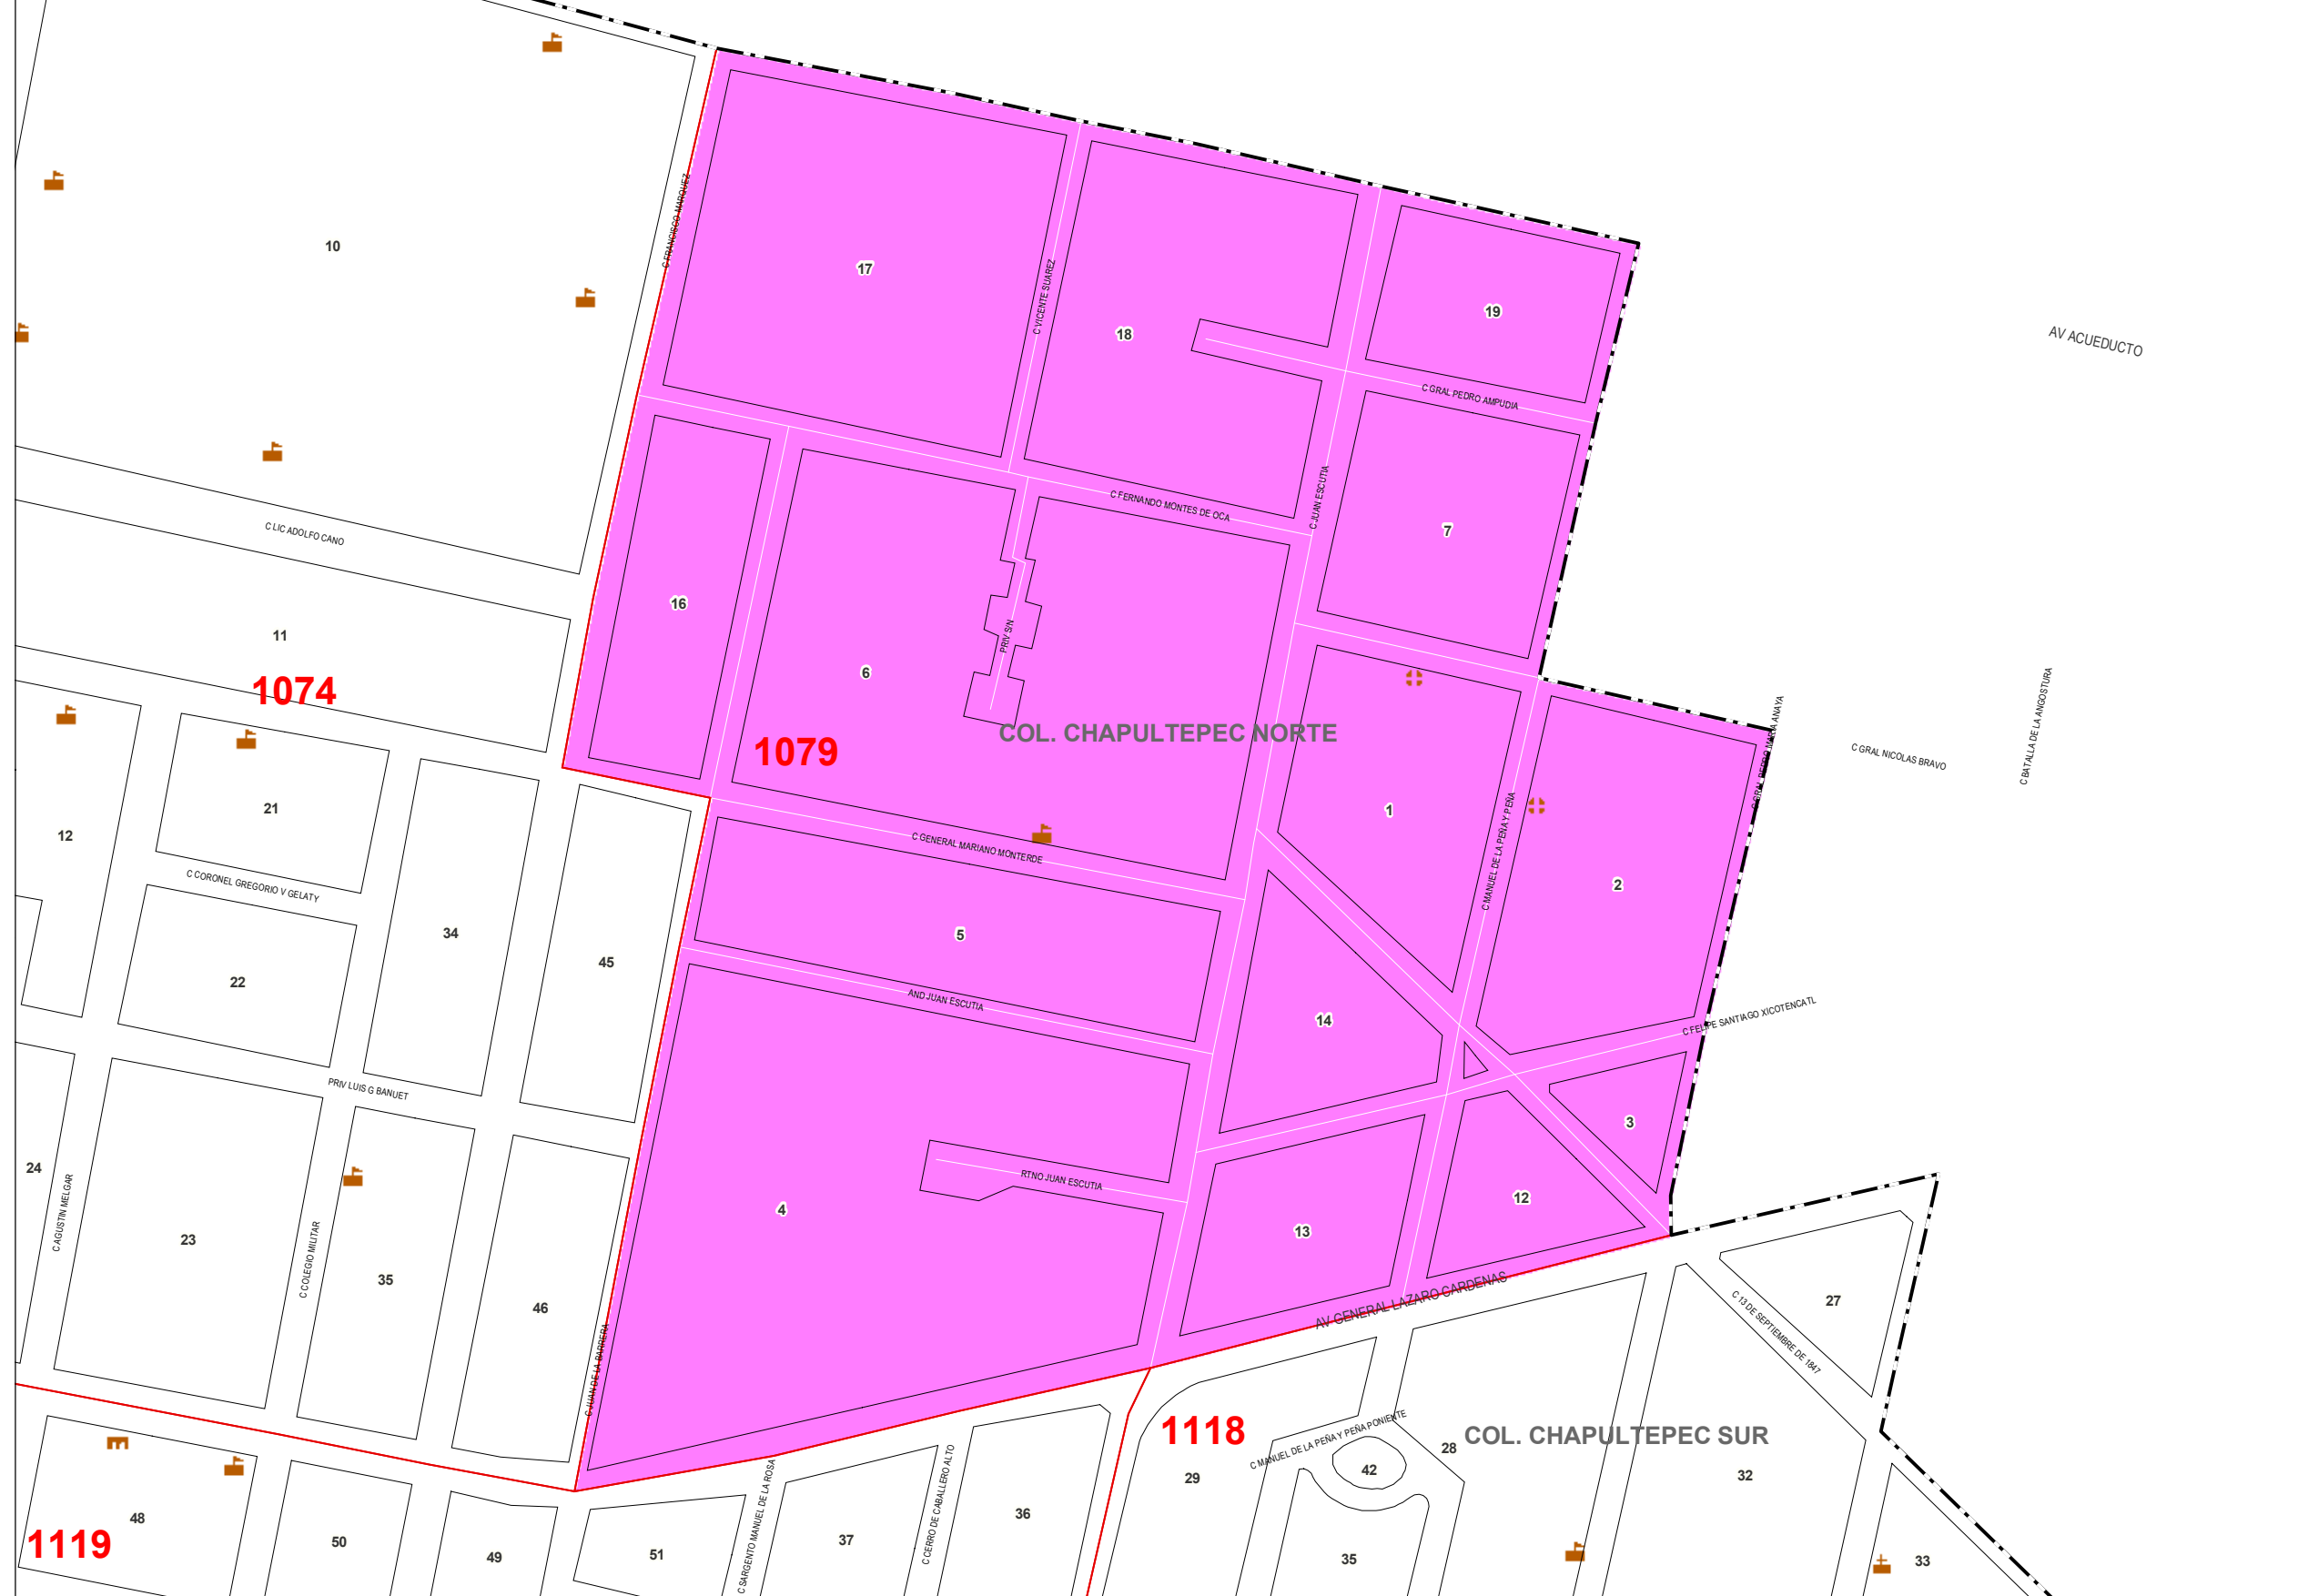 10
C FRANCISCO MARQUEZ
17
C VICENTE SUAREZ
18
19
AV ACUEDUCTO
C GRAL PEDRO AMPUDIA
C FERNANDO MONTES DE OCA
C JUAN ESCUTIA
7
C LIC ADOLFO CANO
16
11
PRIV S/N
6
1074
1079
COL. CHAPULTEPEC NORTE
C GRAL PEDRO MARIA ANAYA
C GRAL NICOLAS BRAVO
C BATALLA DE LA ANGOSTURA
21
12
1
C MANUEL DE LA PEÑA Y PEÑA
2
C GENERAL MARIANO MONTERDE
C CORONEL GREGORIO V GELATY
34
5
45
22
AND JUAN ESCUTIA
14
C FELIPE SANTIAGO XICOTENCATL
PRIV LUIS G BANUET
3
24
C AGUSTIN MELGAR
RTNO JUAN ESCUTIA
12
4
13
23
C COLEGIO MILITAR
35
46
C JUAN DE LA BARRERA
AV GENERAL LAZARO CARDENAS
27
C 13 DE SEPTIEMBRE DE 1847
1118
C MANUEL DE LA PEÑA Y PEÑA PONIENTE
28
COL. CHAPULTEPEC SUR
29
42
32
48
1119
50
49
51
C SARGENTO MANUEL DE LA ROSA
37
C CERRO DE CABALLERO ALTO
36
35
33